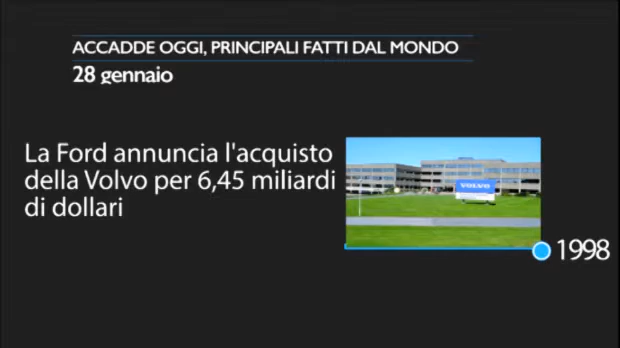 ACCADDE OGGI, PRINCIPALI FATTI DAL MONDO
28 gennaio
La Ford annuncia l'acquisto
della Volvo per 6,45 miliardi
di dollari
VOLVO
1998